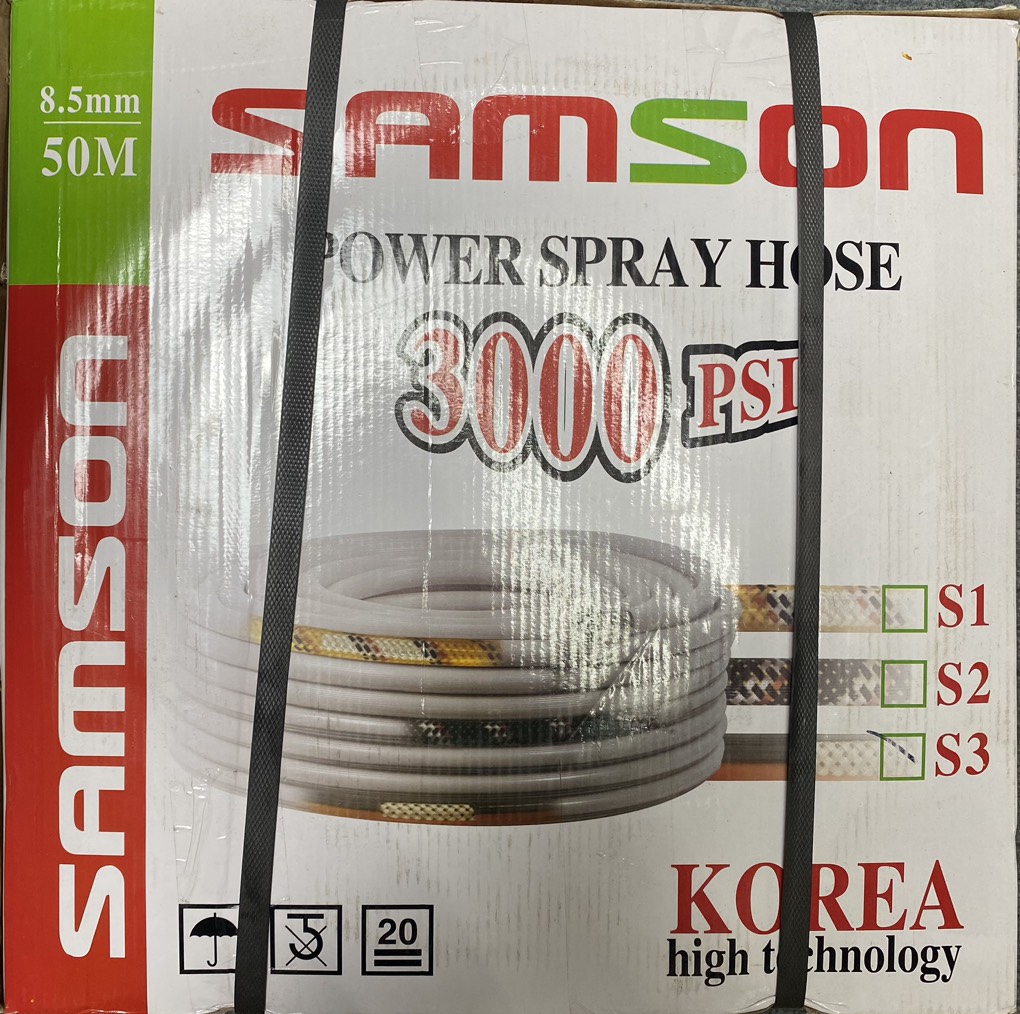 8.5mm
50M
SAMSON
POWER SPRAY HOSE
3000 PSI
SAMSON
S1
S2
S3
20
KOREA
high technology